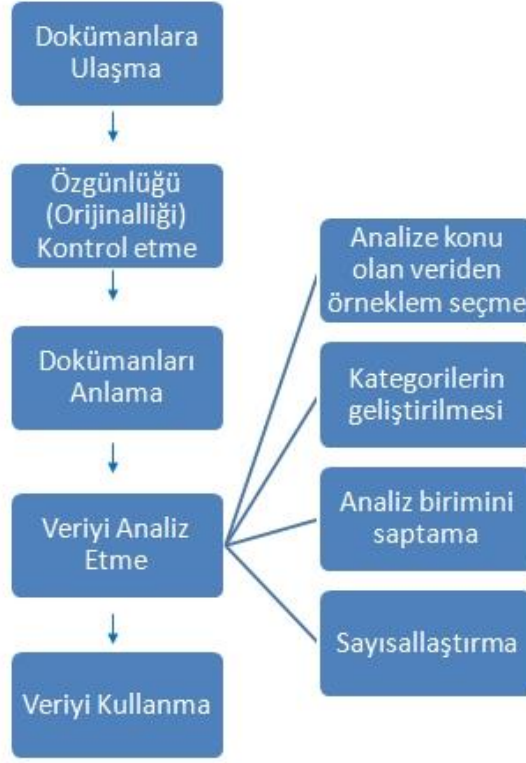 Dokümanlara
Ulaşma
Özgünlüğü
(Orijinalliği)
Kontrol etme
Dokümanları
Anlama
Veriyi Analiz
Etme
Veriyi Kullanma
Analize konu
olan veriden
örneklem seçme
Kategorilerin
geliştirilmesi
Analiz birimini
saptama
Sayısallaştırma